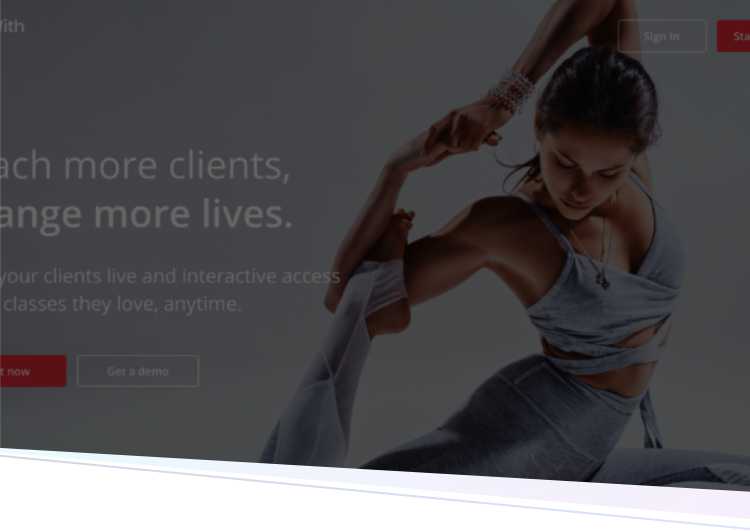 With
Sign In
Sta
ach more clients,
ange more lives.
your clients live and interactive access
classes they love, anytime.
t now
Get a demo